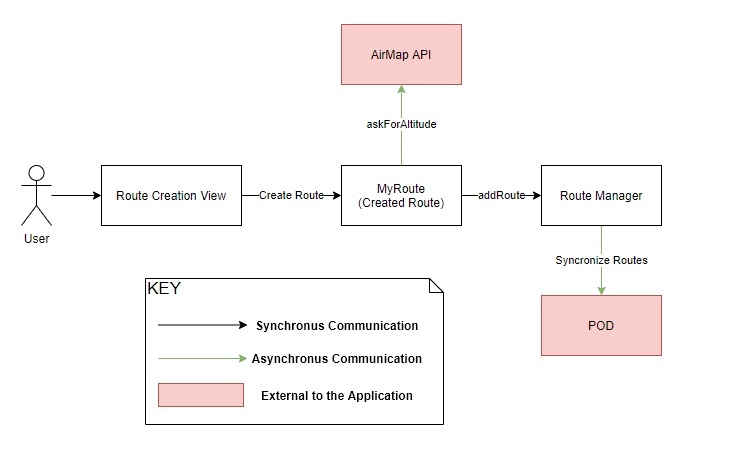 AirMap API
askForAltitude
Route Creation View
Create Route
MyRoute
(Created Route)
addRoute
Route Manager
User
Syncronize Routes
POD
KEY
Synchronus Communication
Asynchronus Communication
External to the Application